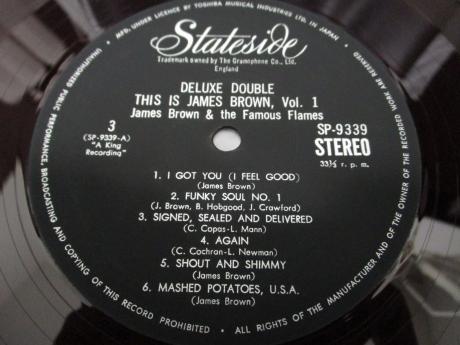 MFD. UNDER LICENCE BY TOSHIBA MUSICAL INDUSTRIES LTD. IN JAPAN
Stateside
Trademark owned by The Gramophone Co., Ltd.
England
DELUXE DOUBLE
THIS IS JAMES BROWN, Vol. 1
James Brown & the Famous Flames
3
(SP-9339-A)
"A King
Recording"
SP-9339
STEREO
33⅓ r. p. m.
1. I GOT YOU (I FEEL GOOD)
(James Brown)
2. FUNKY SOUL NO. 1
(J. Brown, B. Hobgood, J. Crawford)
3. SIGNED, SEALED AND DELIVERED
(C. Copas-L. Mann)
4. AGAIN
(C. Cochran-L. Newman)
5. SHOUT AND SHIMMY
(James Brown)
6. MASHED POTATOES, U.S.A.
(James Brown)
UNAUTHORIZED PUBLIC PERFORMANCE, BROADCASTING AND COPYING OF THIS RECORD PROHIBITED • ALL RIGHTS OF THE MANUFACTURER AND OF THE OWNER OF THE RECORDED WORK ARE RESERVED